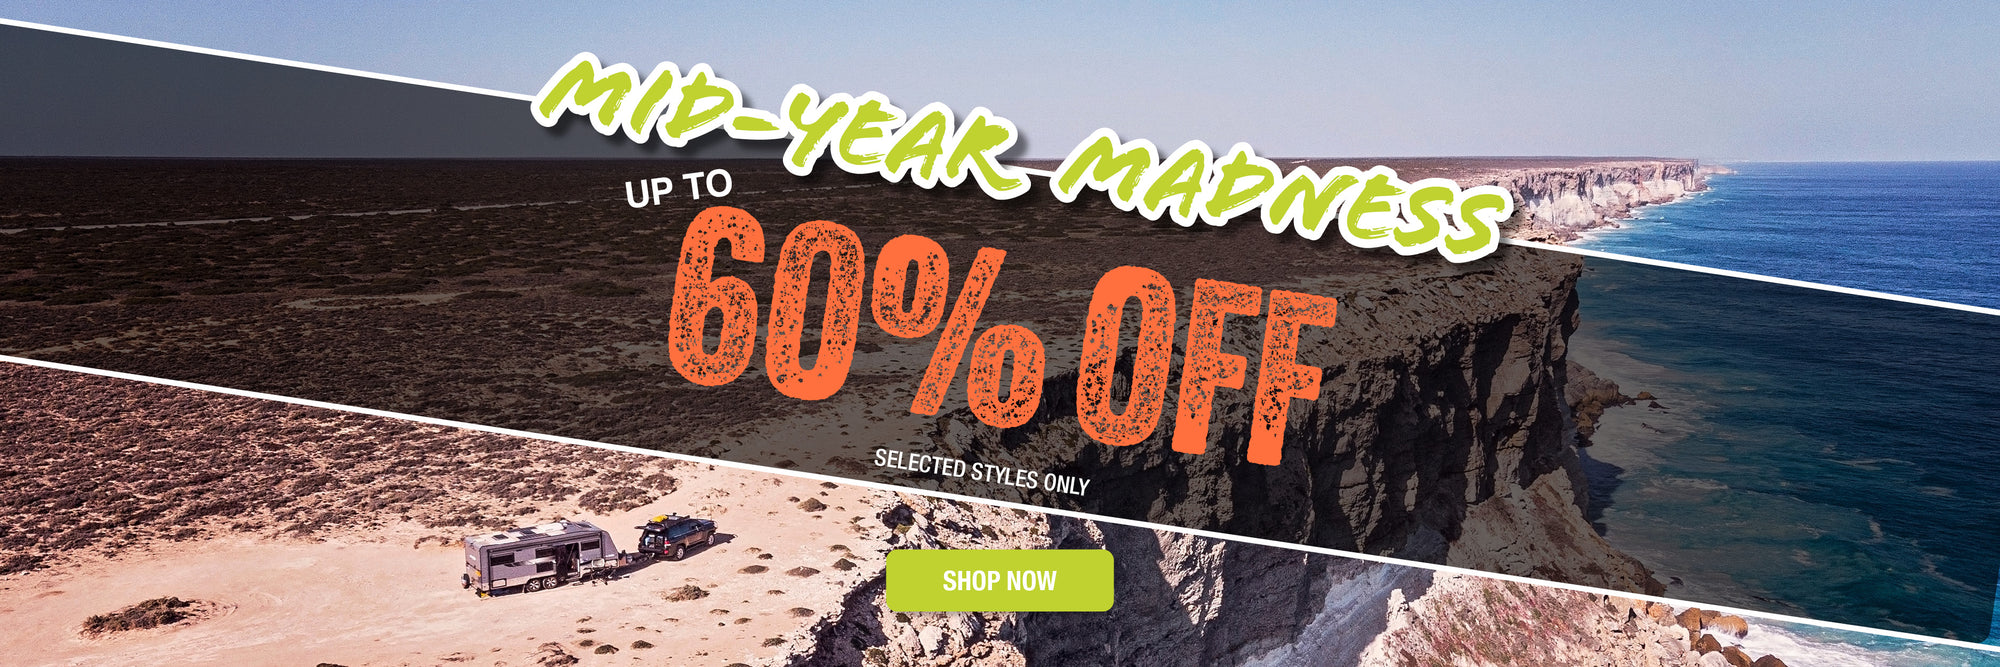 MID-YEAR MADNESS
UP TO
60% OFF
SELECTED STYLES ONLY
SHOP NOW